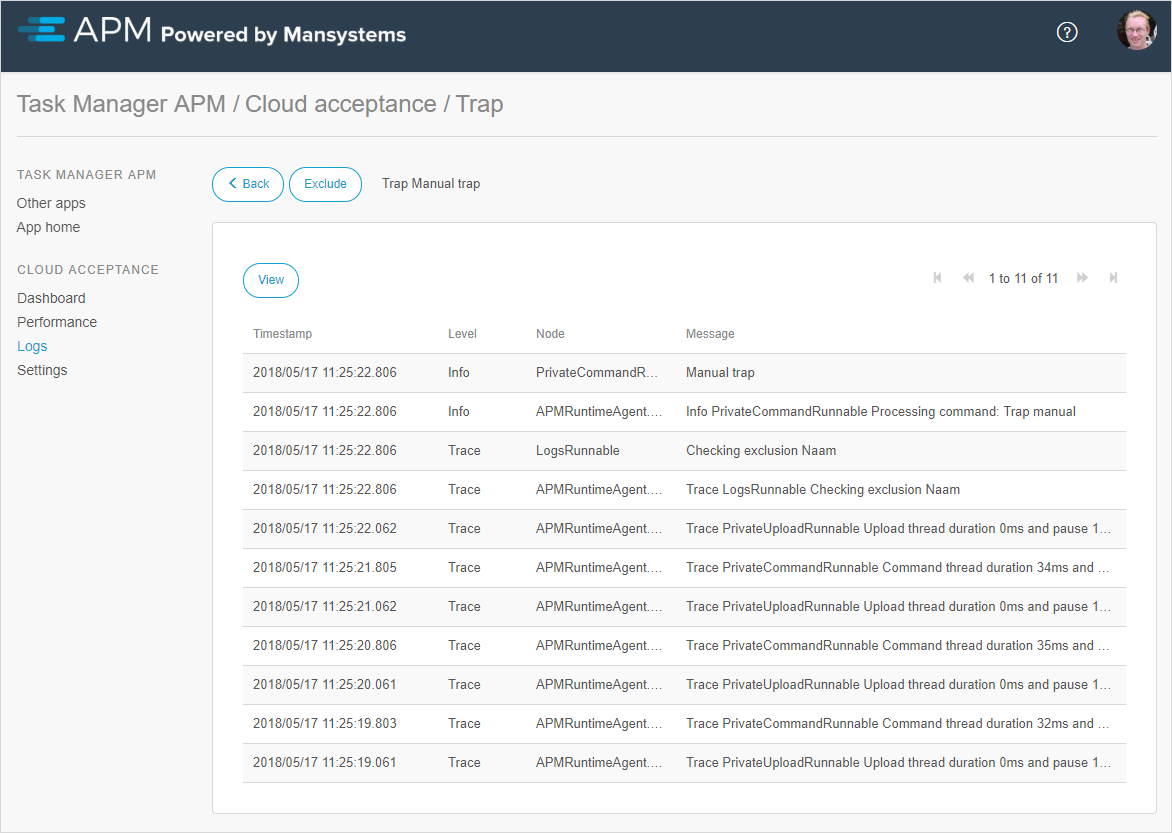 APM Powered by Mansystems
?
Task Manager APM / Cloud acceptance / Trap
TASK MANAGER APM
Other apps
App home
CLOUD ACCEPTANCE
Dashboard
Performance
Logs
Settings
Back Exclude Trap Manual trap
View 1 to 11 of 11
Timestamp Level Node Message
2018/05/17 11:25:22.806 Info PrivateCommandR... Manual trap
2018/05/17 11:25:22.806 Info APMRuntimeAgent.... Info PrivateCommandRunnable Processing command: Trap manual
2018/05/17 11:25:22.806 Trace LogsRunnable Checking exclusion Naam
2018/05/17 11:25:22.806 Trace APMRuntimeAgent.... Trace LogsRunnable Checking exclusion Naam
2018/05/17 11:25:22.062 Trace APMRuntimeAgent.... Trace PrivateUploadRunnable Upload thread duration 0ms and pause 1...
2018/05/17 11:25:21.805 Trace APMRuntimeAgent.... Trace PrivateCommandRunnable Command thread duration 34ms and ...
2018/05/17 11:25:21.062 Trace APMRuntimeAgent.... Trace PrivateUploadRunnable Upload thread duration 0ms and pause 1...
2018/05/17 11:25:20.806 Trace APMRuntimeAgent.... Trace PrivateCommandRunnable Command thread duration 35ms and ...
2018/05/17 11:25:20.061 Trace APMRuntimeAgent.... Trace PrivateUploadRunnable Upload thread duration 0ms and pause 1...
2018/05/17 11:25:19.803 Trace APMRuntimeAgent.... Trace PrivateCommandRunnable Command thread duration 32ms and ...
2018/05/17 11:25:19.061 Trace APMRuntimeAgent.... Trace PrivateUploadRunnable Upload thread duration 0ms and pause 1...